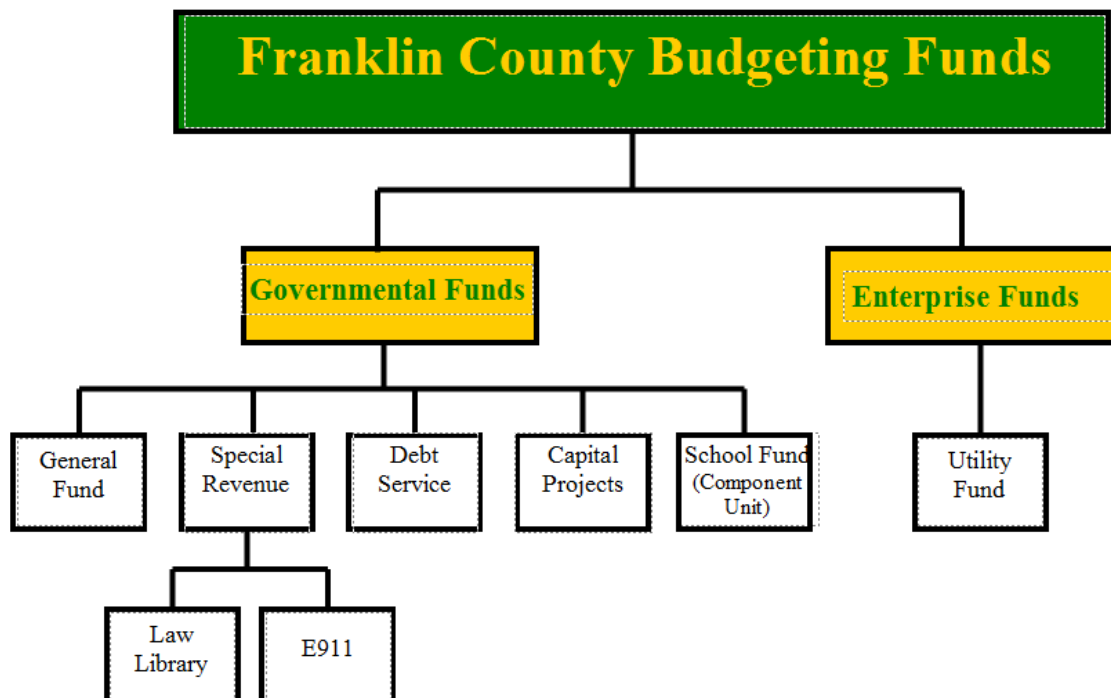 Franklin County Budgeting Funds
Governmental Funds
Enterprise Funds
General
Fund
Special
Revenue
Debt
Service
Capital
Projects
School Fund
(Component
Unit)
Utility
Fund
Law
Library
E911